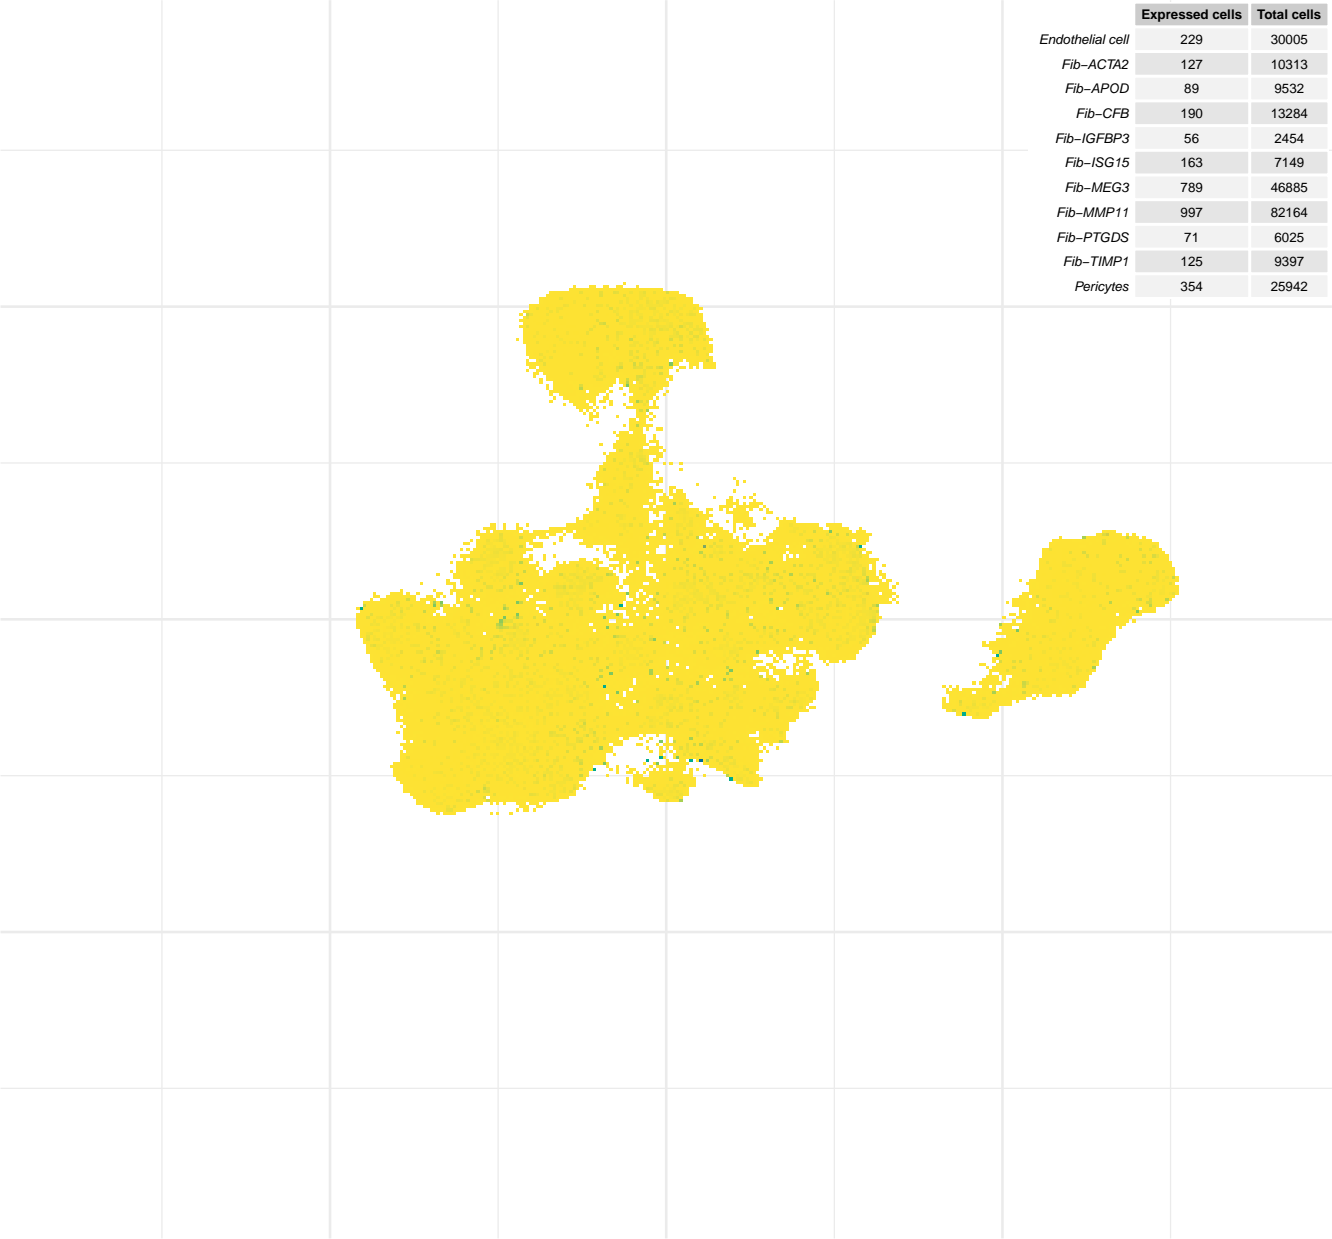 Expressed cells Total cells
Endothelial cell 229 30005
Fib−ACTA2 127 10313
Fib−APOD 89 9532
Fib−CFB 190 13284
Fib−IGFBP3 56 2454
Fib−ISG15 163 7149
Fib−MEG3 789 46885
Fib−MMP11 997 82164
Fib−PTGDS 71 6025
Fib−TIMP1 125 9397
Pericytes 354 25942